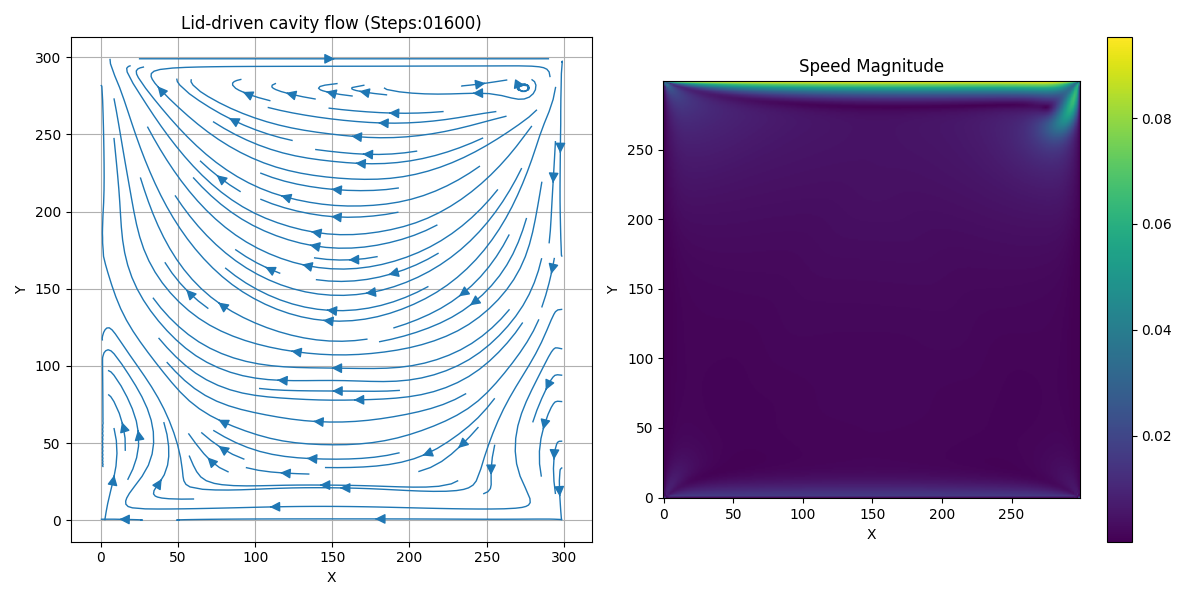 Lid-driven cavity flow (Steps:01600)
300
250
200
150
100
50
0
Y
0 50 100 150 200 250 300
X
Speed Magnitude
250
200
150
100
50
0
Y
0 50 100 150 200 250
X
0.08
0.06
0.04
0.02